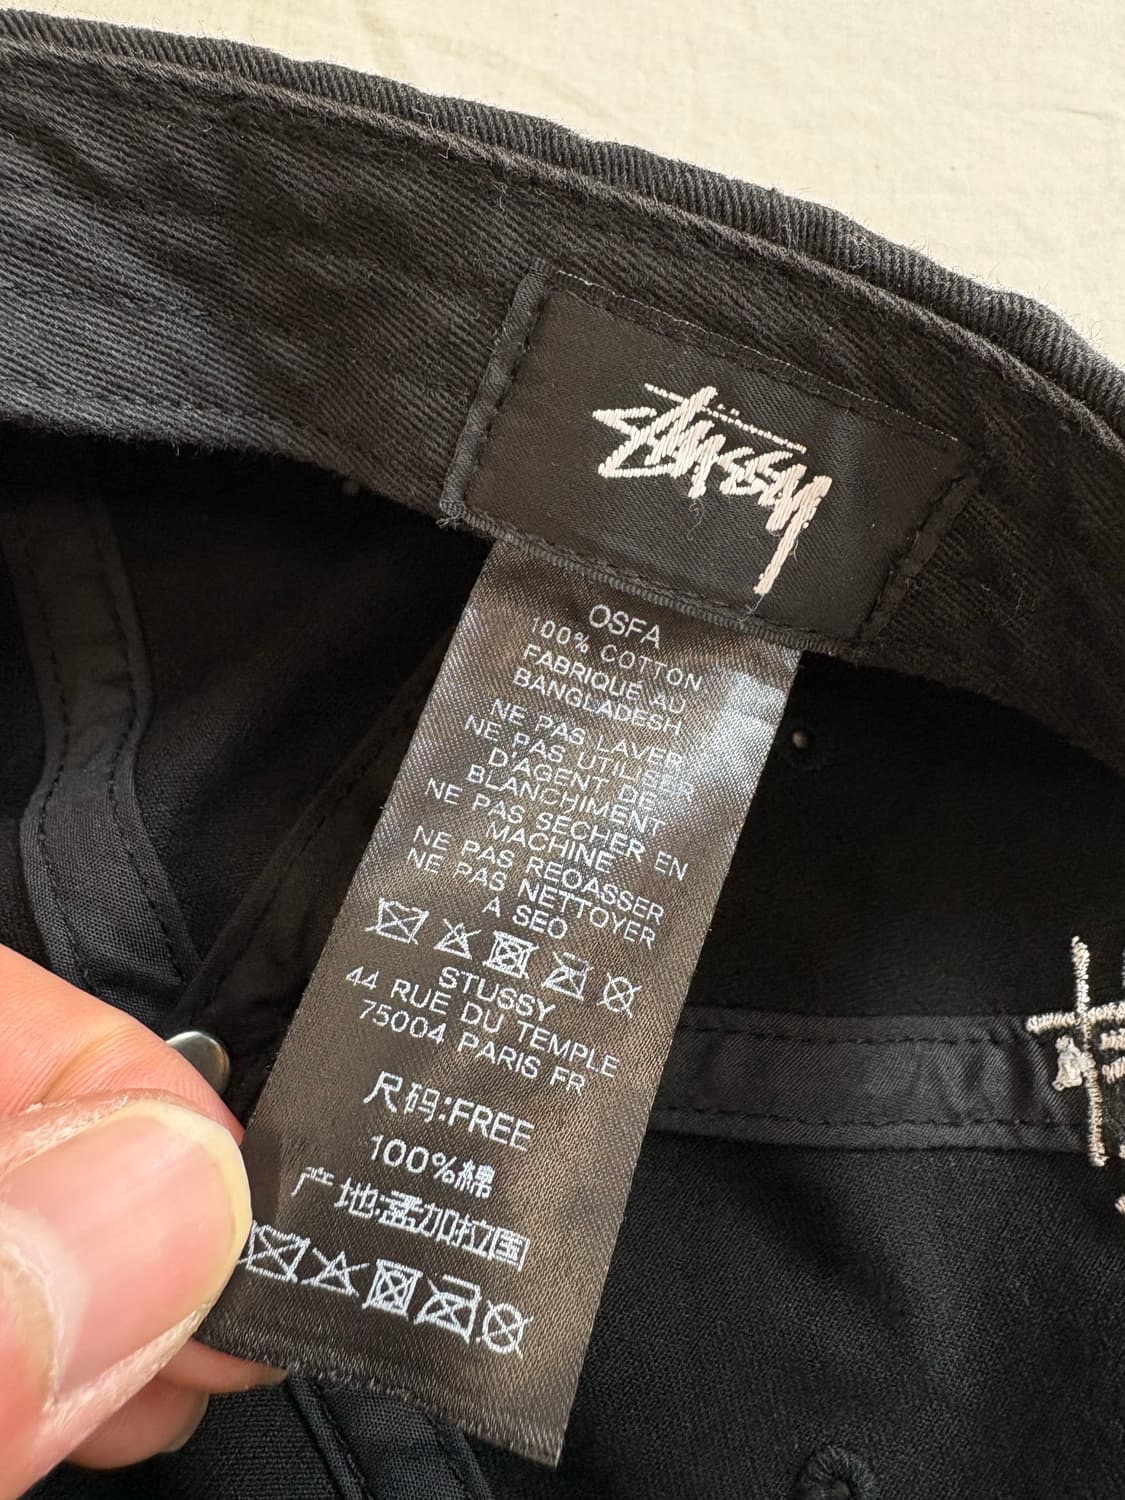 Stüssy
OSFA
100% COTTON
FABRIQUÉ AU
BANGLADESH
NE PAS LAVER
NE PAS UTILISER
D'AGENT DE
BLANCHIMENT
NE PAS SÉCHER EN
MACHINE
NE PAS REOASSER
NE PAS NETTOYER
A SEO
STUSSY
44 RUE DU TEMPLE
75004 PARIS FR
尺码:FREE
100%綿
产地:孟加拉国